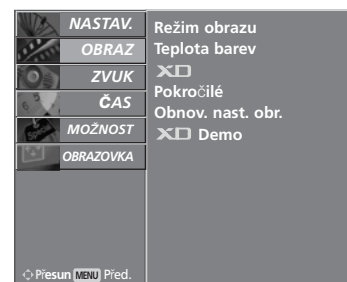 NASTAV.
OBRAZ
ZVUK
ČAS
MOŽNOST
OBRAZOVKA
Přesun MENU Před.
Režim obrazu
Teplota barev
XD
Pokročilé
Obnov. nast. obr.
XD Demo